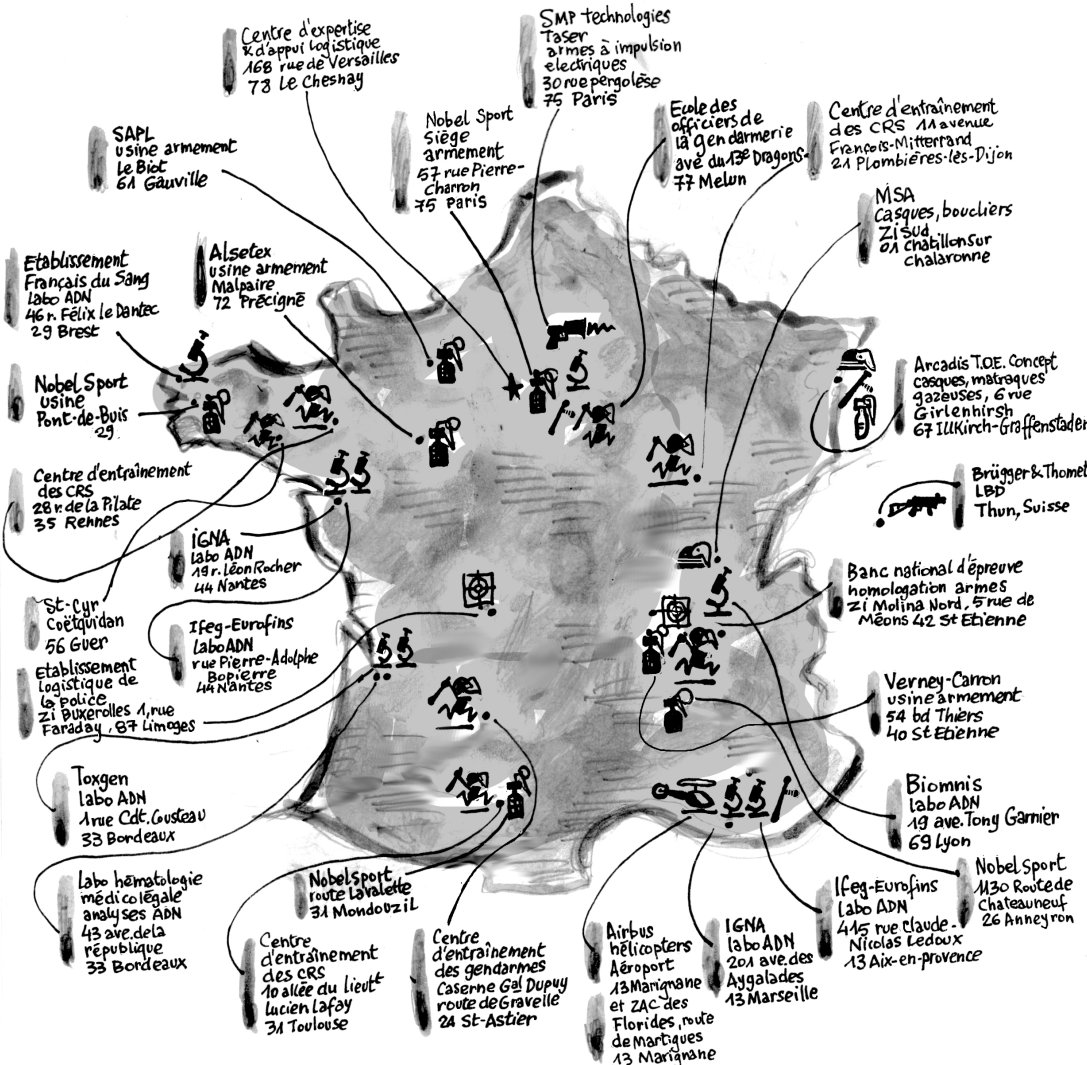 Centre d'expertise
& d'appui logistique
168 rue de Versailles
78 Le Chesnay
SMP technologies
Taser
armes à impulsion
electriques
30 rue pergolèse
75 Paris
SAPL
usine armement
Le Biot
61 Gauville
Nobel Sport
Siège
armement
57 rue Pierre-
Charron
75 Paris
Ecole des
officiers de
la gendarmerie
ave du 13e Dragons
77 Melun
Centre d'entraînement
des CRS 11 avenue
François-Mitterrand
21 Plombières-lès-Dijon
MSA
casques, boucliers
Zi Sud
01 Chatillon sur
Chalaronne
Etablissement
Français du Sang
labo ADN
46 r. Félix le Dantec
29 Brest
Alsetex
usine armement
Malpaire
72 Précigné
Nobel Sport
usine
Pont-de-Buis
29
Arcadis T.O.E. Concept
casques, matraques
gazeuses, 6 rue
Girlenhirsh
67 Illkirch-Graffenstaden
Centre d'entraînement
des CRS
28 r. de la Pilate
35 Rennes
Brügger & Thomet
LBD
Thun, Suisse
IGNA
labo ADN
19 r. Léon Rocher
44 Nantes
St-Cyr
Coëtquidan
56 Guer
Ifeg-Eurofins
labo ADN
rue Pierre-Adolphe
Bopierre
44 Nantes
Banc national d'épreuve
homologation armes
Zi Molina Nord, 5 rue de
Méons 42 St Etienne
Etablissement
logistique de
la police
Zi Buxerolles 1, rue
Faraday, 87 Limoges
Verney-Carron
usine armement
54 bd Thiers
40 St Etienne
Toxgen
labo ADN
1 rue Cdt. Cousteau
33 Bordeaux
Biomnis
labo ADN
19 ave. Tony Garnier
69 Lyon
Labo hématologie
médicolégale
analyses ADN
43 ave. de la
république
33 Bordeaux
Nobel sport
route Lavalette
31 Mondouzil
Nobel Sport
1130 Route de
Chateauneuf
26 Anneyron
Ifeg-Eurofins
labo ADN
415 rue Claude-
Nicolas Ledoux
13 Aix-en-provence
Centre
d'entraînement
des CRS
10 allée du lieutt
Lucien Lafay
31 Toulouse
Centre
d'entraînement
des gendarmes
Caserne Gal Dupuy
route de Gravelle
24 St-Astier
Airbus
hélicopters
Aéroport
13 Marignane
et ZAC des
Florides, route
de Martigues
13 Marignane
IGNA
labo ADN
201 ave. des
Aygalades
13 Marseille